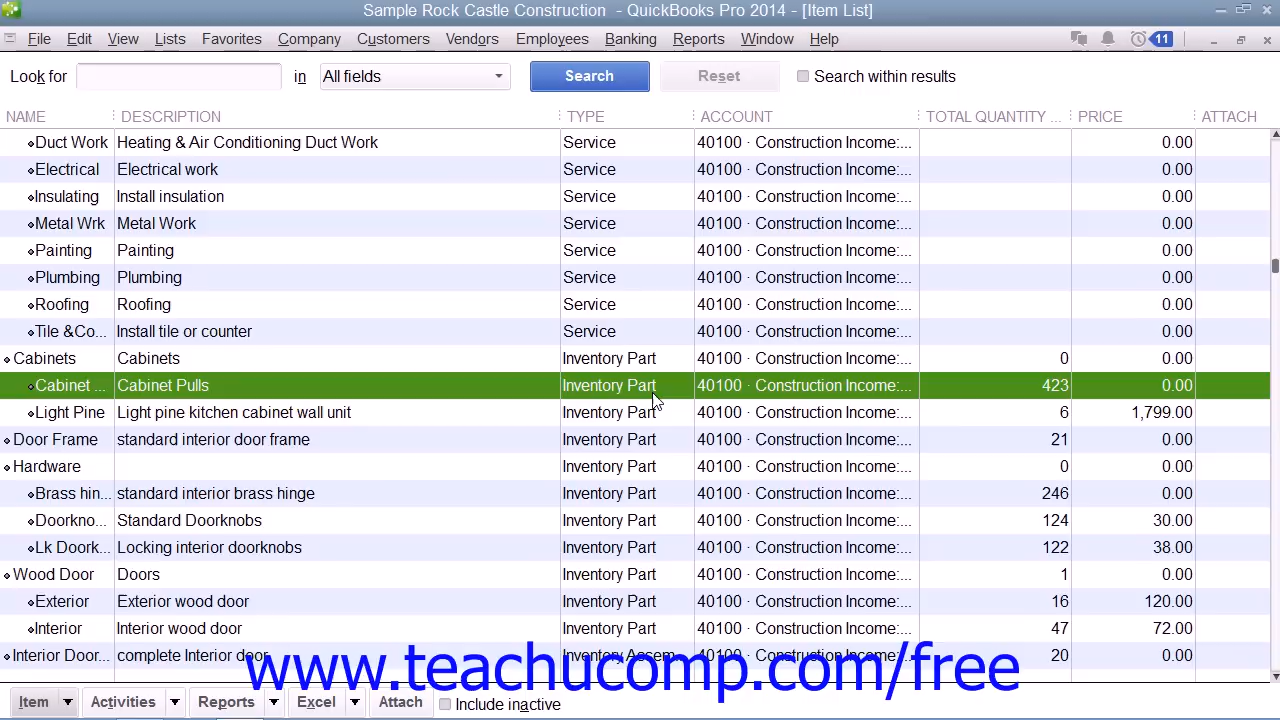 Sample Rock Castle Construction - QuickBooks Pro 2014 - [Item List]
File Edit View Lists Favorites Company Customers Vendors Employees Banking Reports Window Help 11
Look for in All fields Search Reset Search within results
NAME DESCRIPTION TYPE ACCOUNT TOTAL QUANTITY ... PRICE ATTACH
Duct Work Heating & Air Conditioning Duct Work Service 40100 · Construction Income:... 0.00
Electrical Electrical work Service 40100 · Construction Income:... 0.00
Insulating Install insulation Service 40100 · Construction Income:... 0.00
Metal Wrk Metal Work Service 40100 · Construction Income:... 0.00
Painting Painting Service 40100 · Construction Income:... 0.00
Plumbing Plumbing Service 40100 · Construction Income:... 0.00
Roofing Roofing Service 40100 · Construction Income:... 0.00
Tile &Co... Install tile or counter Service 40100 · Construction Income:... 0.00
Cabinets Cabinets Inventory Part 40100 · Construction Income:... 0 0.00
Cabinet ... Cabinet Pulls Inventory Part 40100 · Construction Income:... 423 0.00
Light Pine Light pine kitchen cabinet wall unit Inventory Part 40100 · Construction Income:... 6 1,799.00
Door Frame standard interior door frame Inventory Part 40100 · Construction Income:... 21 0.00
Hardware Inventory Part 40100 · Construction Income:... 0 0.00
Brass hin... standard interior brass hinge Inventory Part 40100 · Construction Income:... 246 0.00
Doorkno... Standard Doorknobs Inventory Part 40100 · Construction Income:... 124 30.00
Lk Doork... Locking interior doorknobs Inventory Part 40100 · Construction Income:... 122 38.00
Wood Door Doors Inventory Part 40100 · Construction Income:... 1 0.00
Exterior Exterior wood door Inventory Part 40100 · Construction Income:... 16 120.00
Interior Interior wood door Inventory Part 40100 · Construction Income:... 47 72.00
Interior Door... complete Interior door Inventory Assem 40100 · Construction Income:... 20 0.00
www.teachucomp.com/free
Item Activities Reports Excel Attach Include inactive